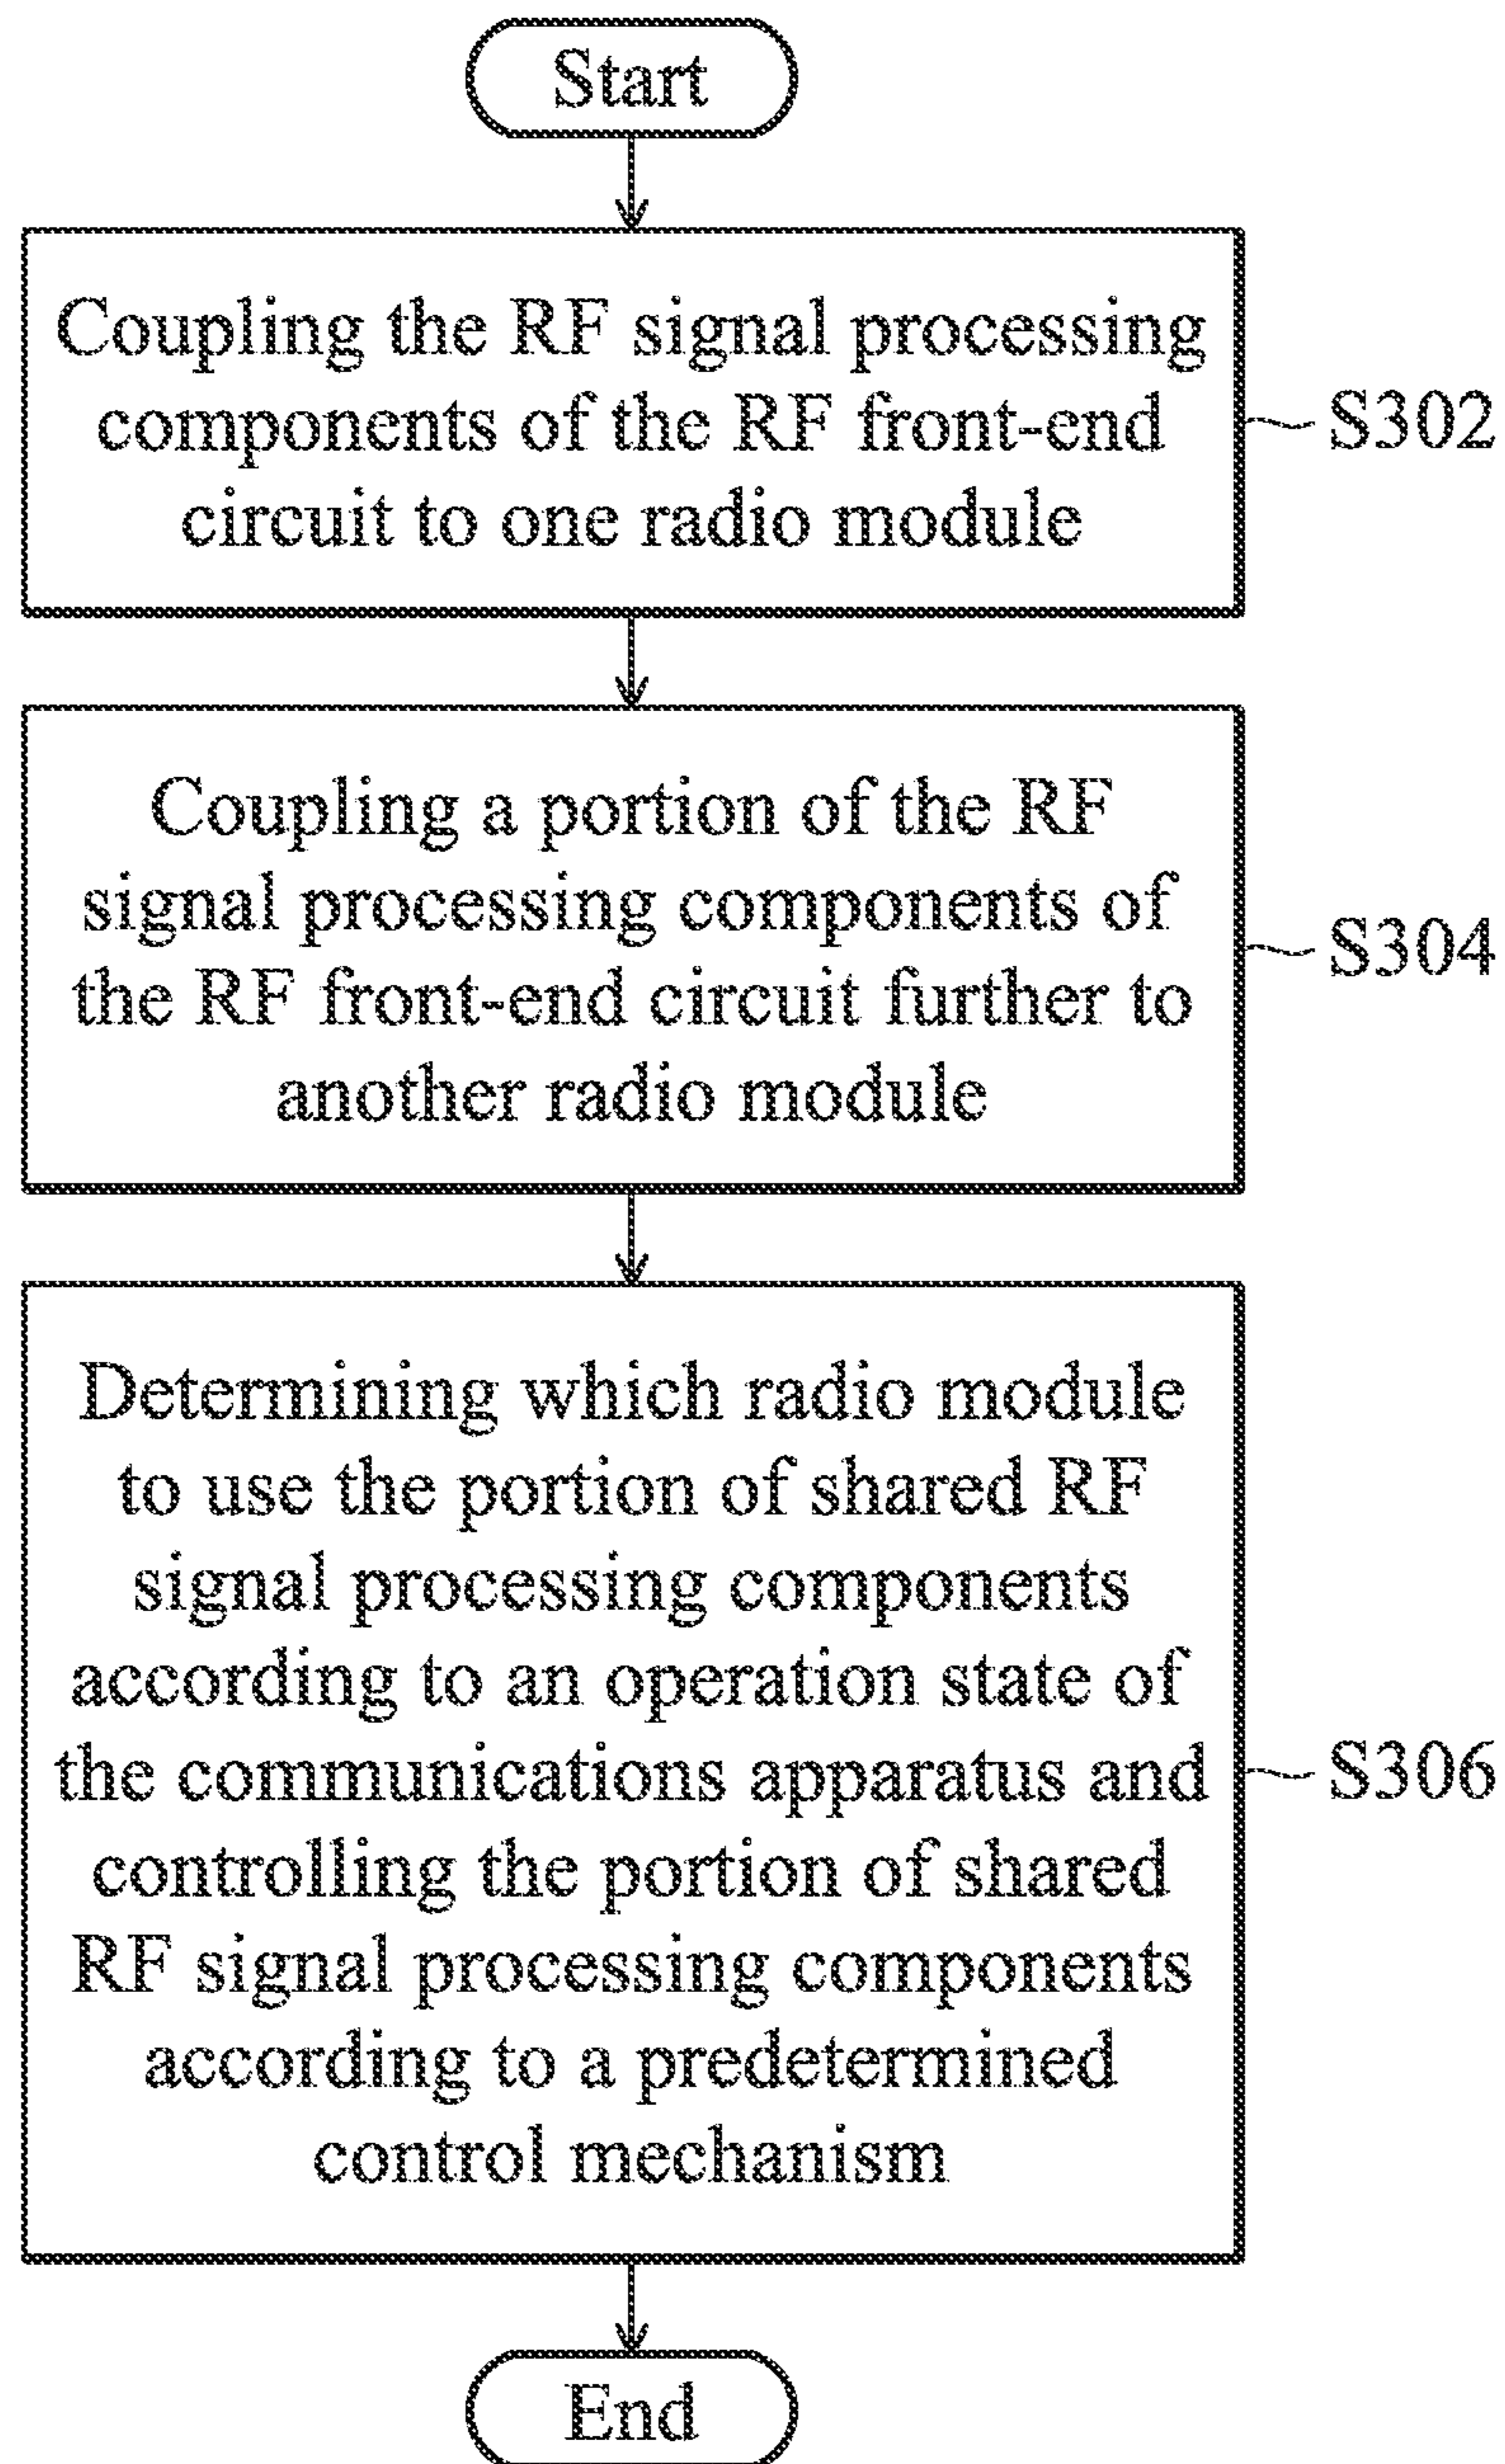 Start
Coupling the RF signal processing
components of the RF front-end
circuit to one radio module
S302
Coupling a portion of the RF
signal processing components of
the RF front-end circuit further to
another radio module
S304
Determining which radio module
to use the portion of shared RF
signal processing components
according to an operation state of
the communications apparatus and
controlling the portion of shared
RF signal processing components
according to a predetermined
control mechanism
S306
End